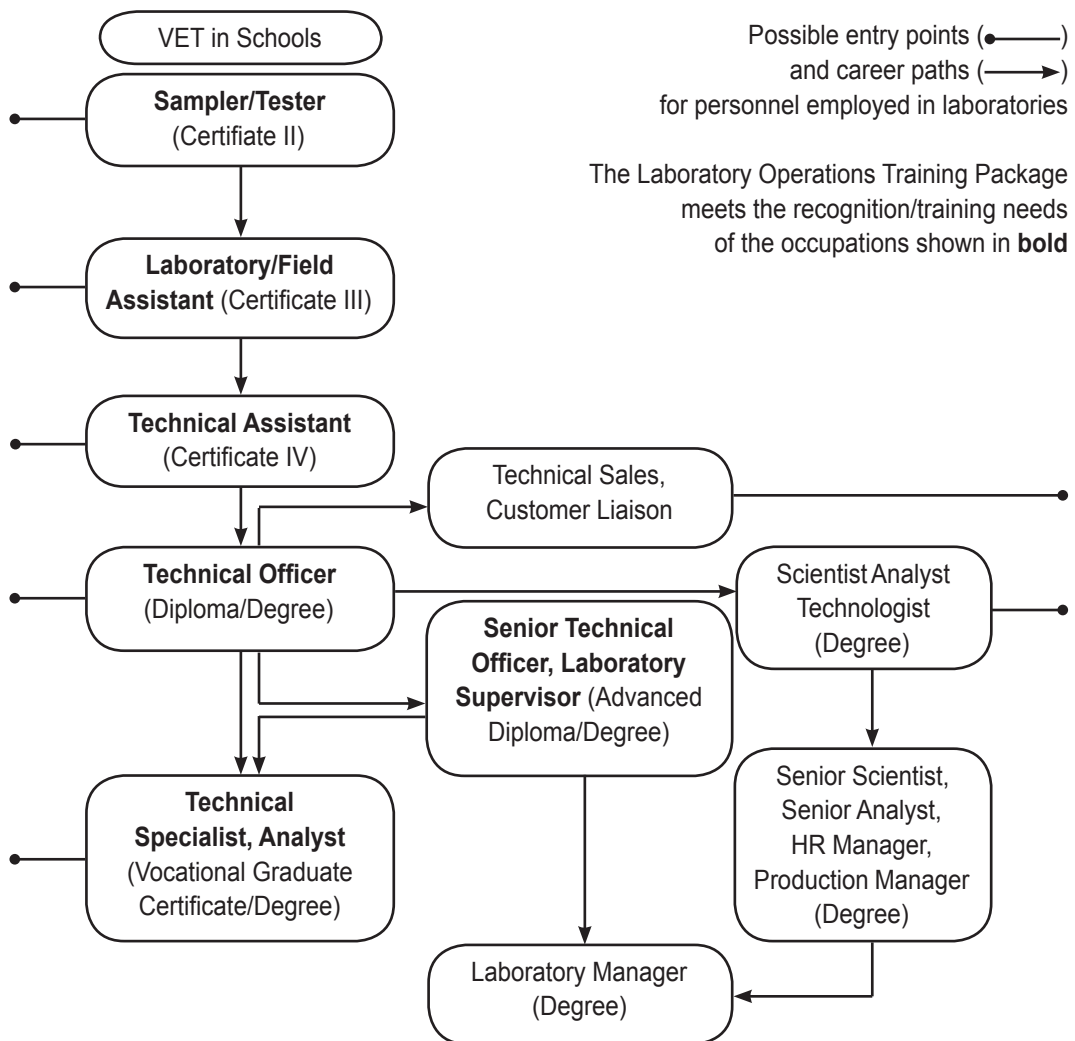 VET in Schools
Possible entry points (●———)
and career paths (——→)
for personnel employed in laboratories
The Laboratory Operations Training Package
meets the recognition/training needs
of the occupations shown in bold
Sampler/Tester
(Certifiate II)
Laboratory/Field
Assistant (Certificate III)
Technical Assistant
(Certificate IV)
Technical Sales,
Customer Liaison
Technical Officer
(Diploma/Degree)
Scientist Analyst
Technologist
(Degree)
Senior Technical
Officer, Laboratory
Supervisor (Advanced
Diploma/Degree)
Technical
Specialist, Analyst
(Vocational Graduate
Certificate/Degree)
Senior Scientist,
Senior Analyst,
HR Manager,
Production Manager
(Degree)
Laboratory Manager
(Degree)